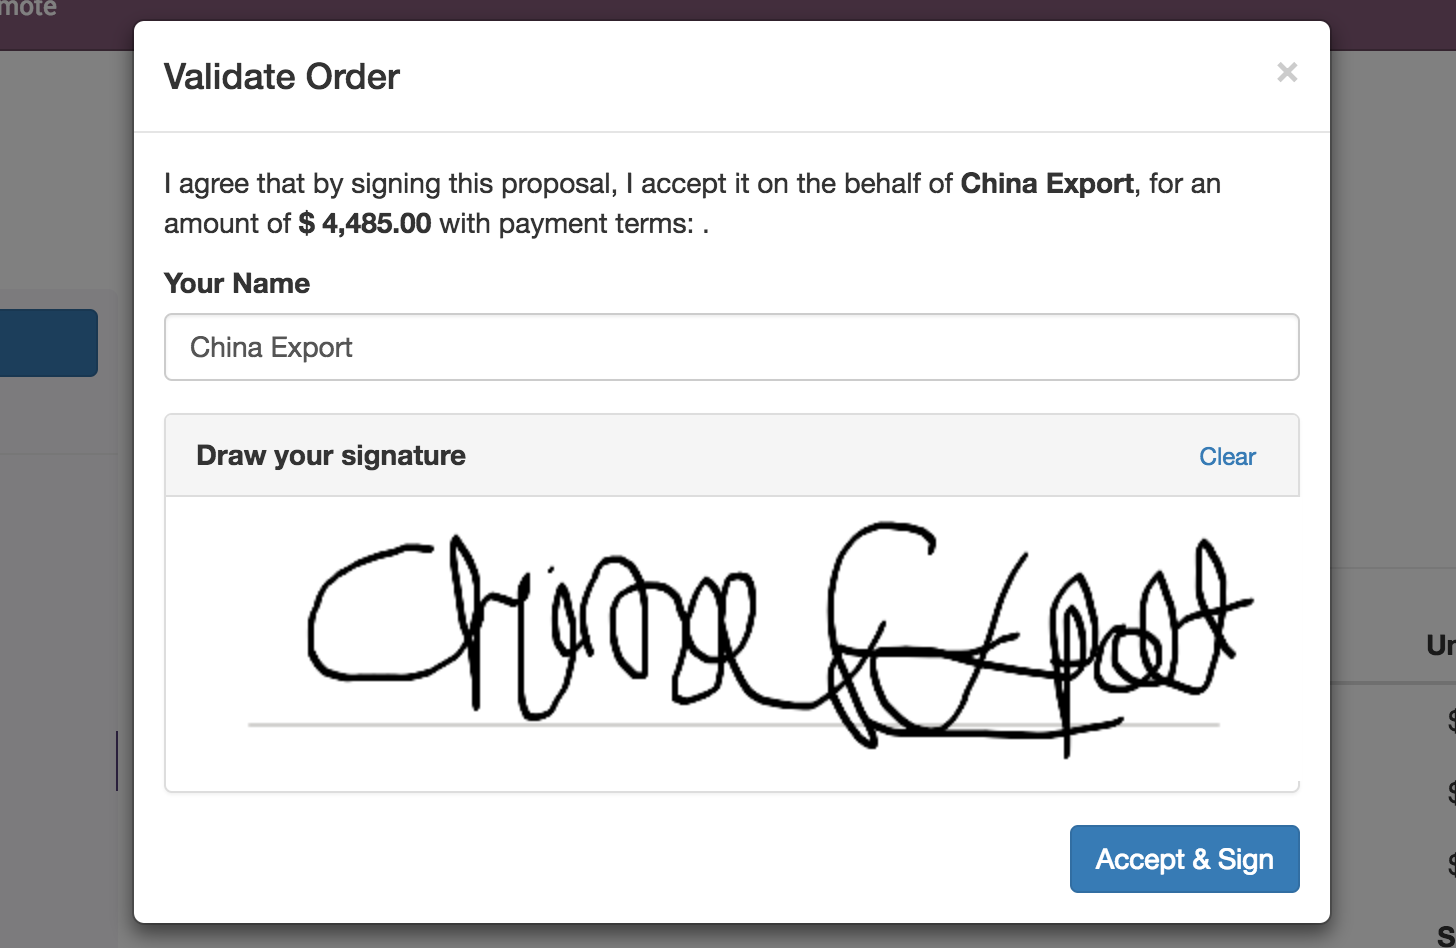 mote
Validate Order
×
I agree that by signing this proposal, I accept it on the behalf of China Export, for an
amount of $ 4,485.00 with payment terms: .
Your Name
China Export
Draw your signature
Clear
China Export
Accept & Sign
Un
$
$
$